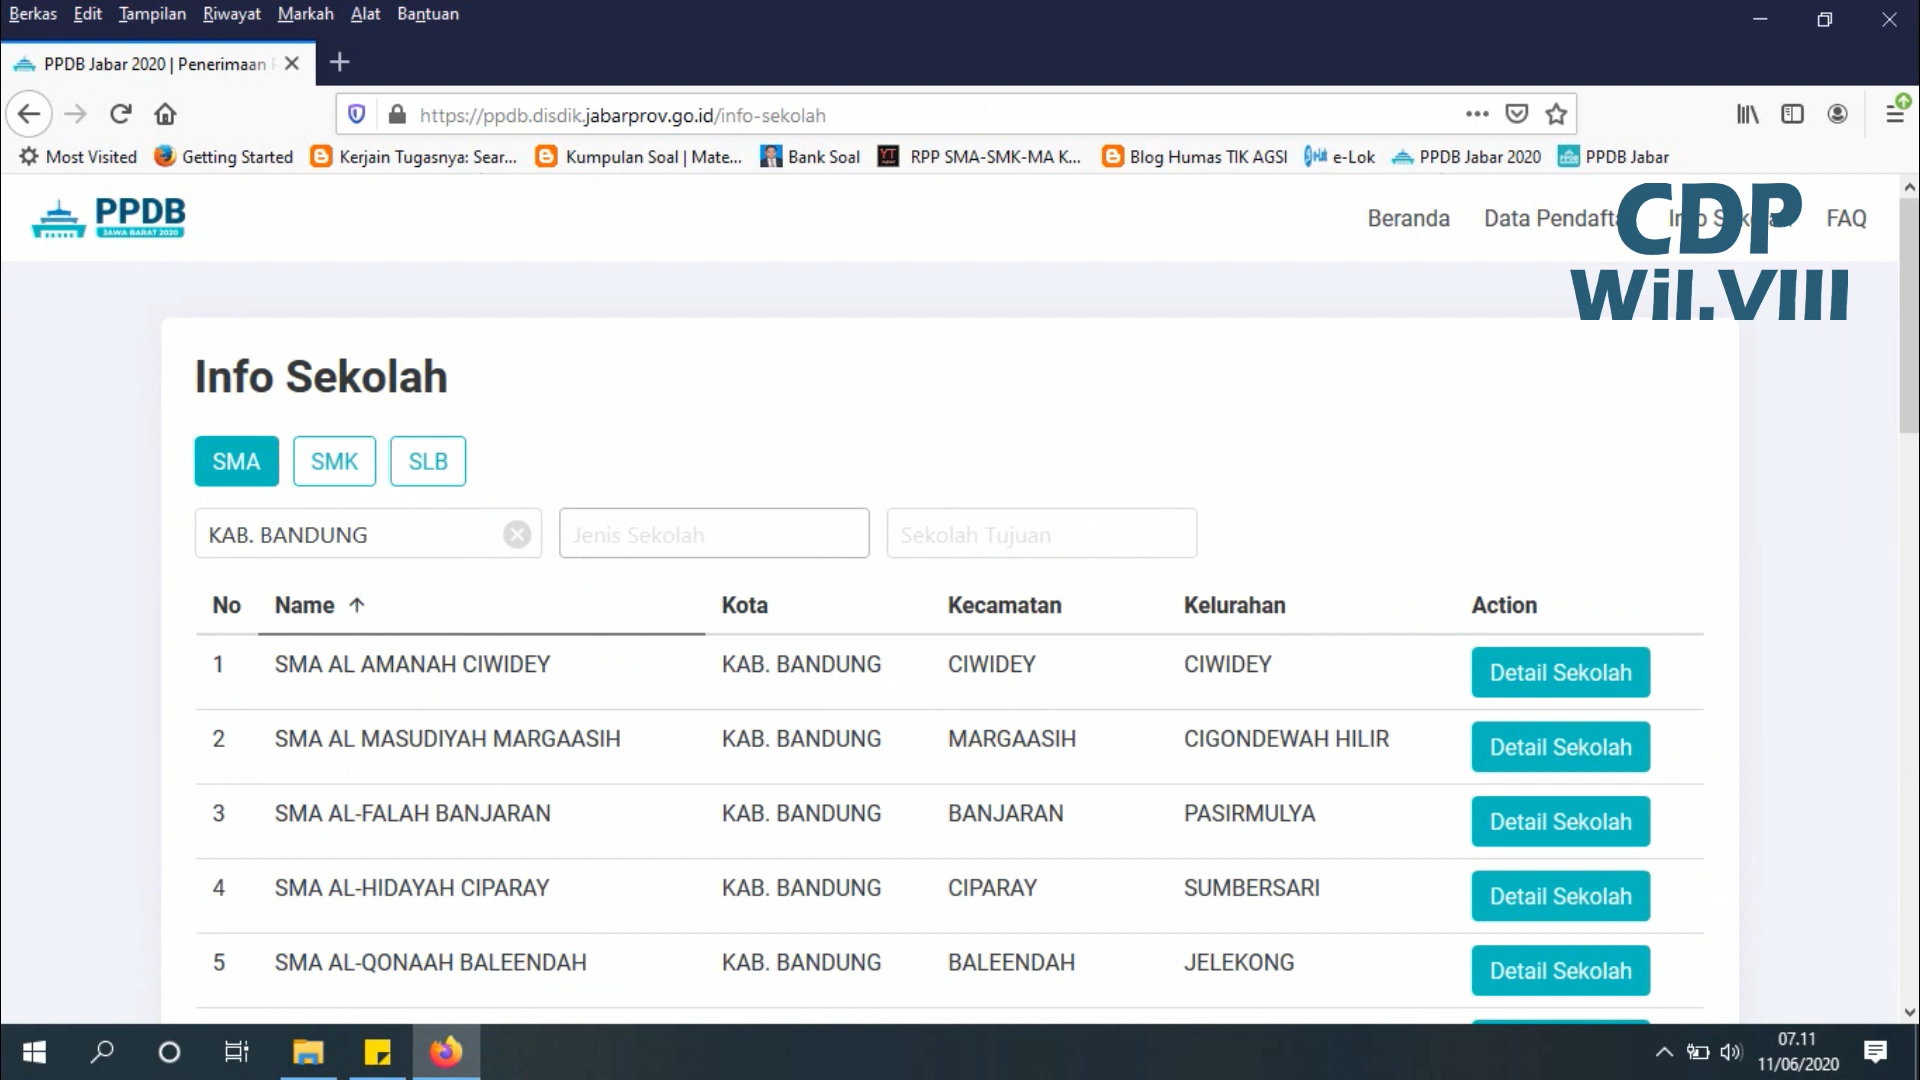 Berkas Edit Tampilan Riwayat Markah Alat Bantuan
PPDB Jabar 2020 | Penerimaan
https://ppdb.disdik.jabarprov.go.id/info-sekolah
Most Visited Getting Started Kerjain Tugasnya: Sear... Kumpulan Soal | Mate... Bank Soal RPP SMA-SMK-MA K... Blog Humas TIK AGSI e-Lok PPDB Jabar 2020 PPDB Jabar
PPDB
JAWA BARAT 2020
Beranda Data Pendafta FAQ
CDP
Wil.VIII
Info Sekolah
SMA SMK SLB
KAB. BANDUNG Jenis Sekolah Sekolah Tujuan
No Name Kota Kecamatan Kelurahan Action
1 SMA AL AMANAH CIWIDEY KAB. BANDUNG CIWIDEY CIWIDEY Detail Sekolah
2 SMA AL MASUDIYAH MARGAASIH KAB. BANDUNG MARGAASIH CIGONDEWAH HILIR Detail Sekolah
3 SMA AL-FALAH BANJARAN KAB. BANDUNG BANJARAN PASIRMULYA Detail Sekolah
4 SMA AL-HIDAYAH CIPARAY KAB. BANDUNG CIPARAY SUMBERSARI Detail Sekolah
5 SMA AL-QONAAH BALEENDAH KAB. BANDUNG BALEENDAH JELEKONG Detail Sekolah
07.11
11/06/2020